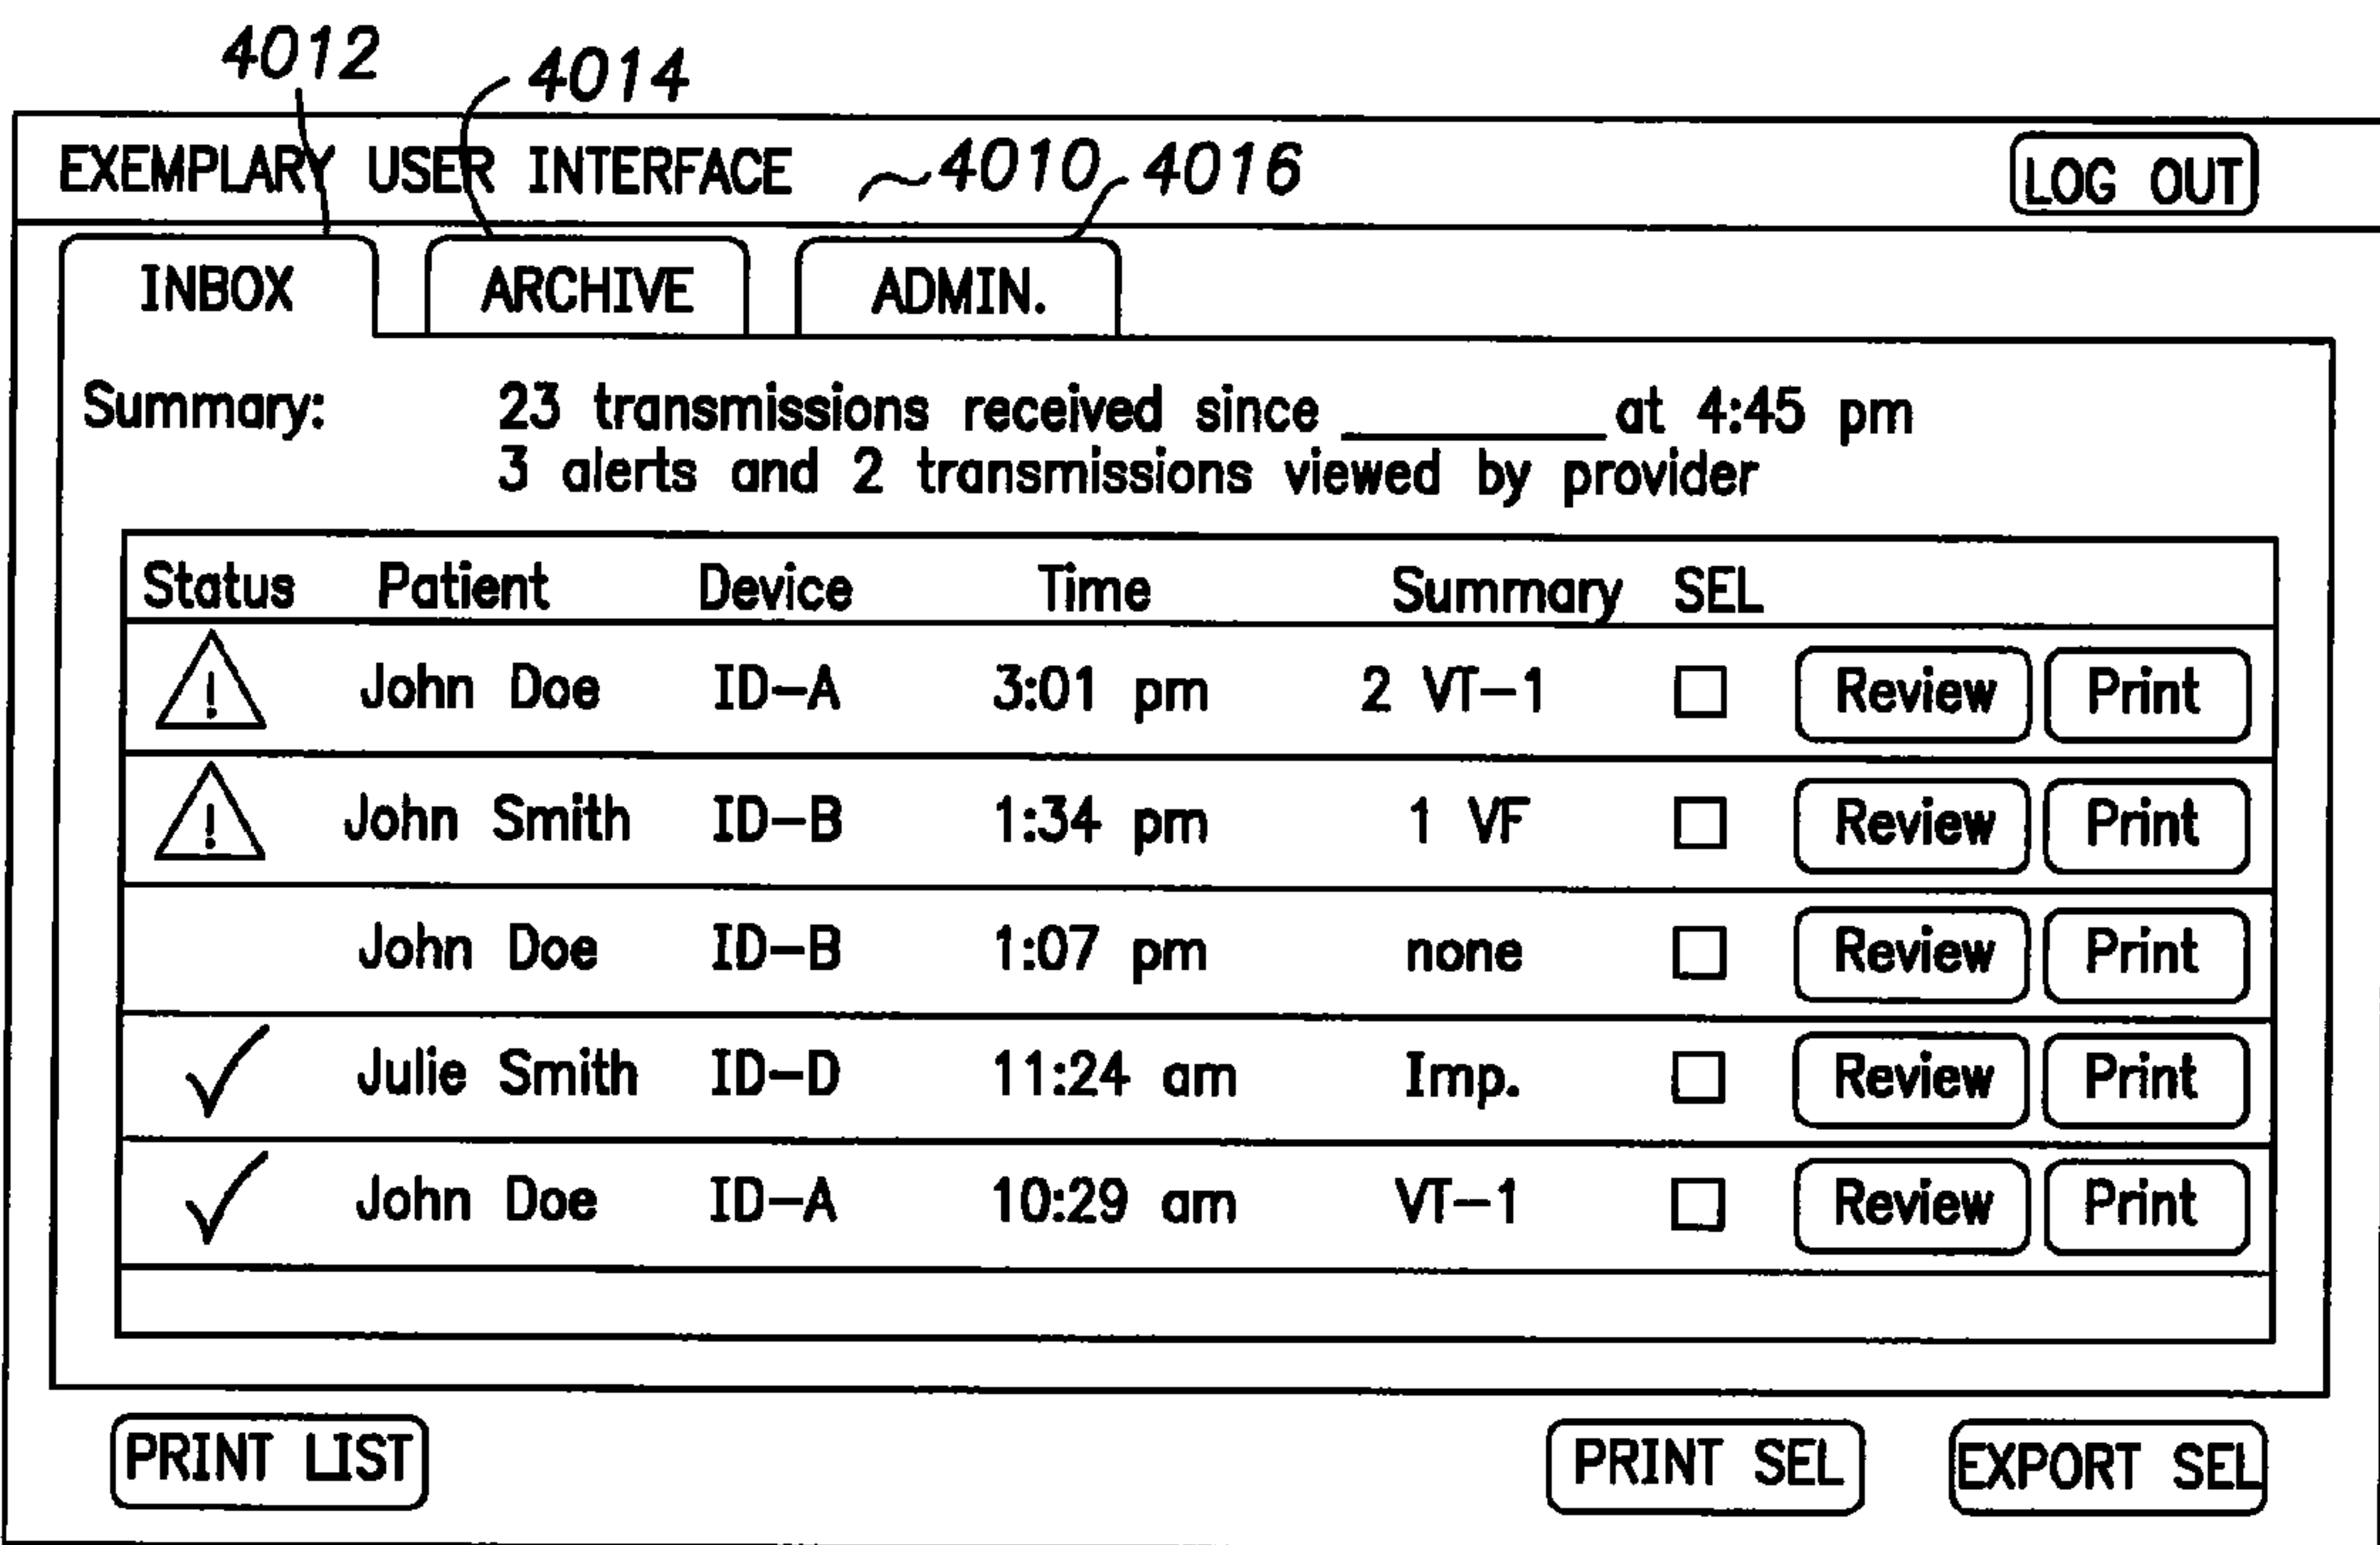 4012
4014
EXEMPLARY USER INTERFACE 4010 4016 LOG OUT
INBOX ARCHIVE ADMIN.
Summary: 23 transmissions received since ________ at 4:45 pm
3 alerts and 2 transmissions viewed by provider
Status Patient Device Time Summary SEL
! John Doe ID-A 3:01 pm 2 VT-1 Review Print
! John Smith ID-B 1:34 pm 1 VF Review Print
John Doe ID-B 1:07 pm none Review Print
Julie Smith ID-D 11:24 am Imp. Review Print
John Doe ID-A 10:29 am VT-1 Review Print
PRINT LIST PRINT SEL EXPORT SEL